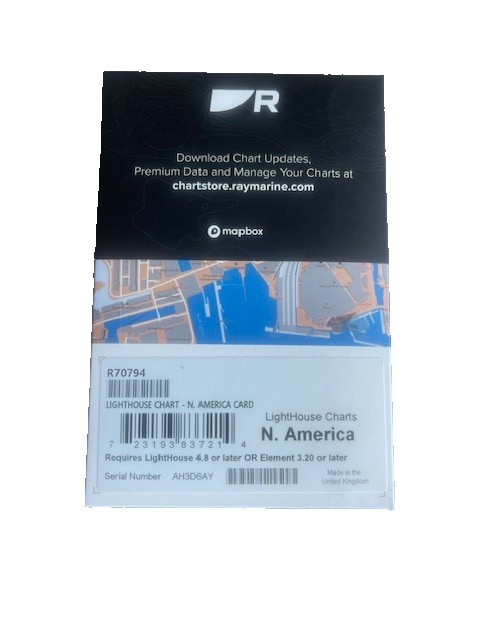 R
Download Chart Updates,
Premium Data and Manage Your Charts at
chartstore.raymarine.com
mapbox
R70794
LIGHTHOUSE CHART - N. AMERICA CARD
LightHouse Charts
N. America
7 23193 83721 4
Requires LightHouse 4.8 or later OR Element 3.20 or later
Serial Number AH3D6AY
Made in the
United Kingdom